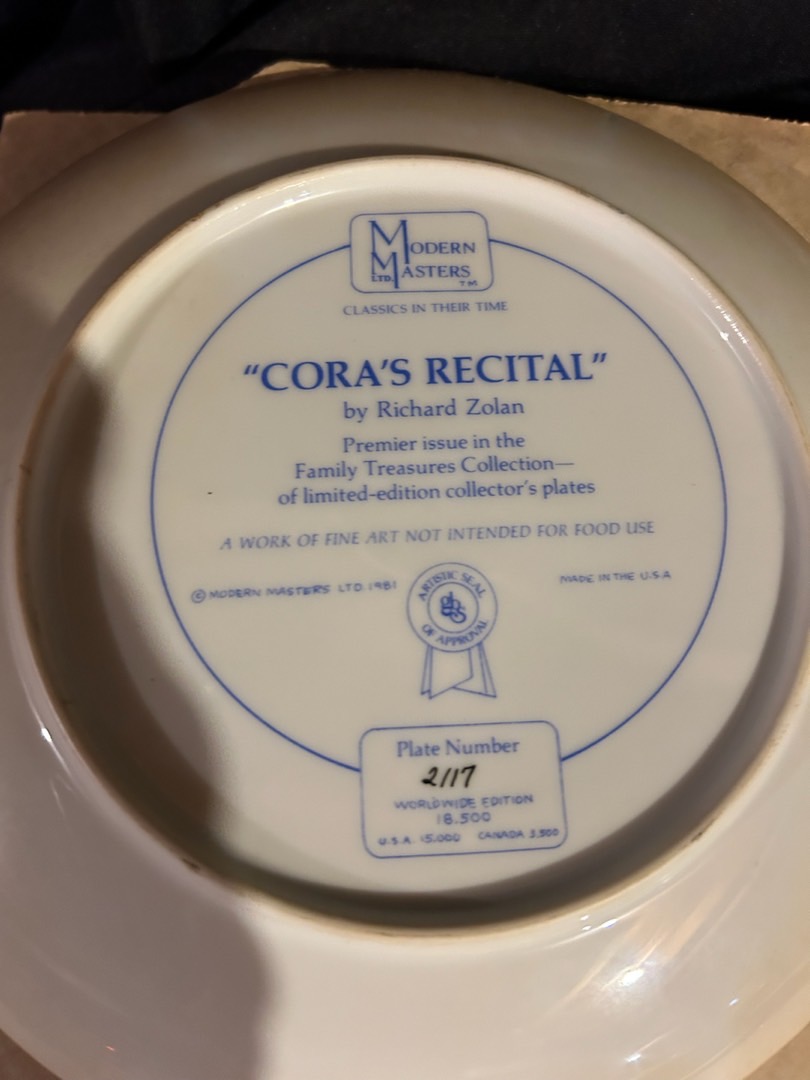 MODERN
LTD. MASTERS TM
CLASSICS IN THEIR TIME
“CORA’S RECITAL”
by Richard Zolan
Premier issue in the
Family Treasures Collection—
of limited-edition collector’s plates
A WORK OF FINE ART NOT INTENDED FOR FOOD USE
© MODERN MASTERS LTD. 1981
ARTISTIC SEAL
OF APPROVAL
MADE IN THE U.S.A
Plate Number
2117
WORLDWIDE EDITION
18,500
U.S.A. 15,000 CANADA 3,500